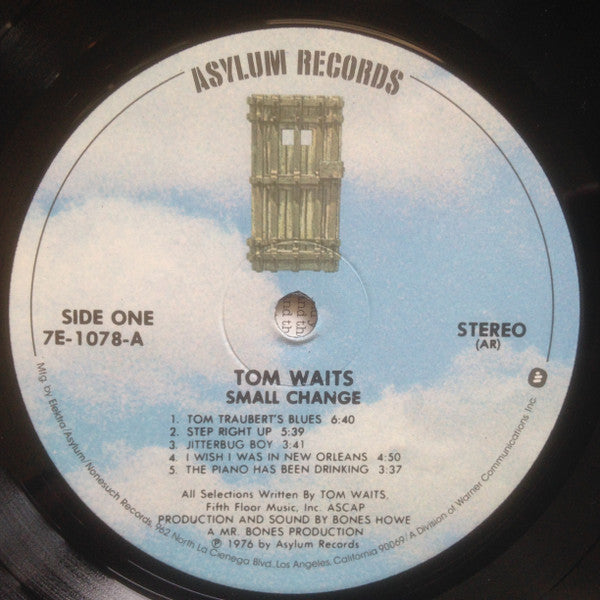 ASYLUM RECORDS
SIDE ONE
7E-1078-A
STEREO
(AR)
TOM WAITS
SMALL CHANGE
1. TOM TRAUBERT'S BLUES 6:40
2. STEP RIGHT UP 5:39
3. JITTERBUG BOY 3:41
4. I WISH I WAS IN NEW ORLEANS 4:50
5. THE PIANO HAS BEEN DRINKING 3:37
All Selections Written By TOM WAITS.
Fifth Floor Music, Inc. ASCAP
PRODUCTION AND SOUND BY BONES HOWE
A MR. BONES PRODUCTION
℗ 1976 by Asylum Records
Mfg. by Elektra/Asylum/Nonesuch Records, 962 North La Cienega Blvd., Los Angeles, California 90069/A Division of Warner Communications Inc.